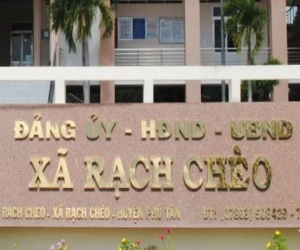 ĐẢNG ỦY - HĐND - UBND
XÃ RẠCH CHÈO
RẠCH CHÈO - XÃ RẠCH CHÈO - HUYỆN PHÚ TÂN